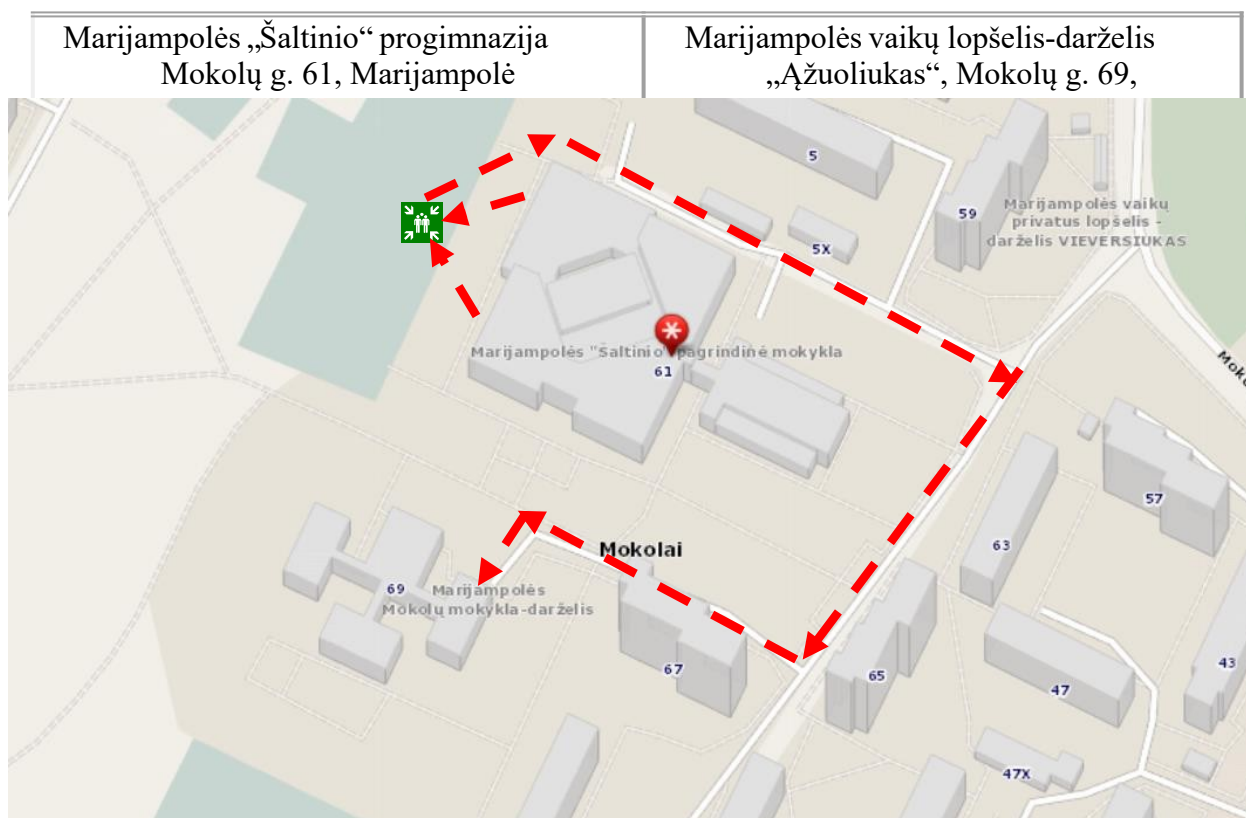 Marijampolės „Šaltinio“ progimnazija
Mokolų g. 61, Marijampolė
Marijampolės vaikų lopšelis-darželis
„Ąžuoliukas“, Mokolų g. 69,
5
59
Marijampolės vaikų
privatus lopšelis -
darželis VIEVERSIUKAS
5X
Marijampolės "Šaltinio" pagrindinė mokykla
61
57
63
Mokolai
69
Marijampolės
Mokolų mokykla-darželis
67
65
47
43
47X